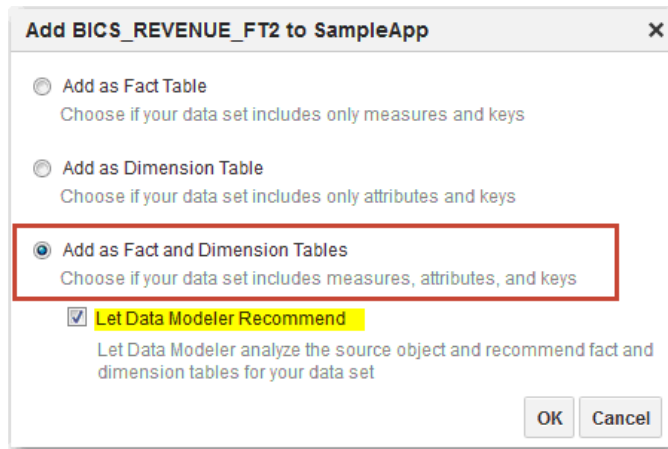 Add BICS_REVENUE_FT2 to SampleApp
Add as Fact Table
Choose if your data set includes only measures and keys
Add as Dimension Table
Choose if your data set includes only attributes and keys
Add as Fact and Dimension Tables
Choose if your data set includes measures, attributes, and keys
Let Data Modeler Recommend
Let Data Modeler analyze the source object and recommend fact and
dimension tables for your data set
OK Cancel